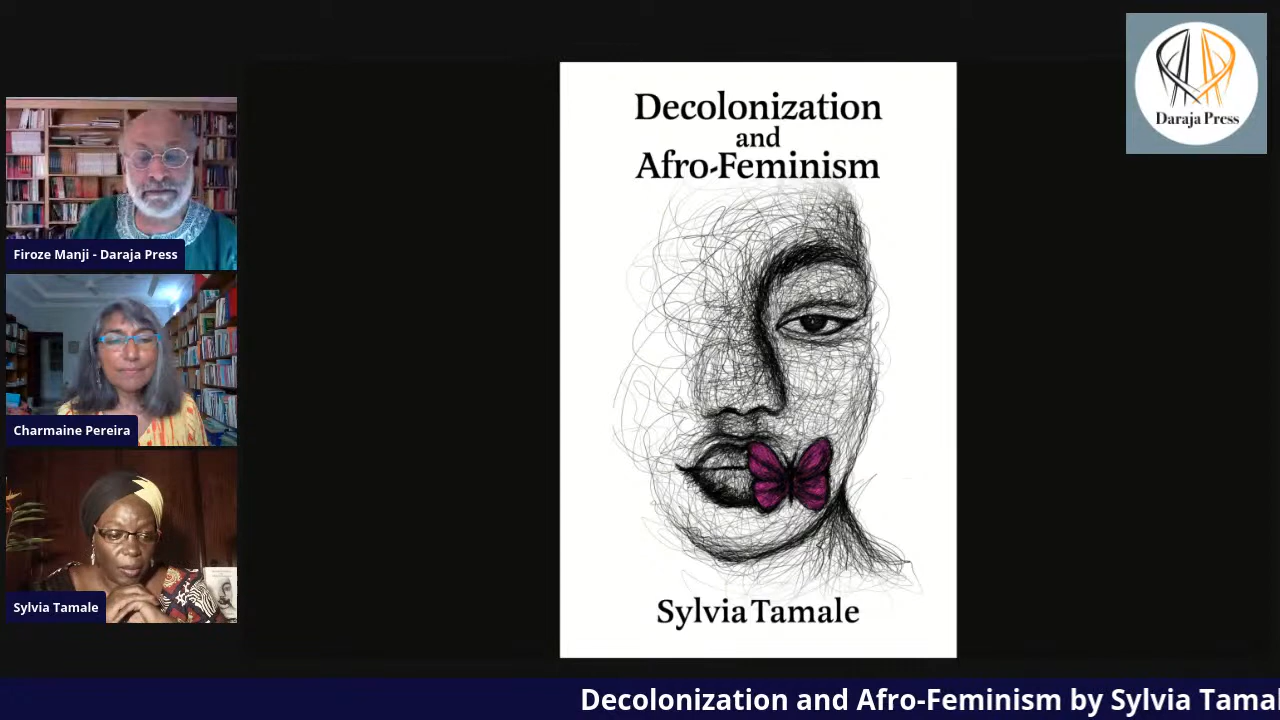 Decolonization
and
Afro-Feminism
Sylvia Tamale
Daraja Press
Firoze Manji - Daraja Press
Charmaine Pereira
Sylvia Tamale
Decolonization and Afro-Feminism by Sylvia Tamal